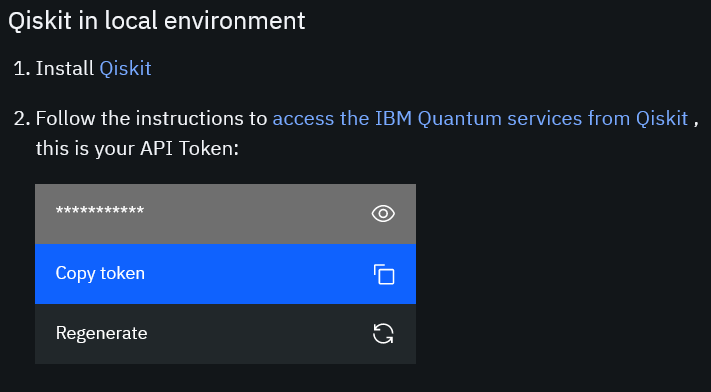 Qiskit in local environment
1. Install Qiskit
2. Follow the instructions to access the IBM Quantum services from Qiskit ,
this is your API Token:
***********
Copy token
Regenerate